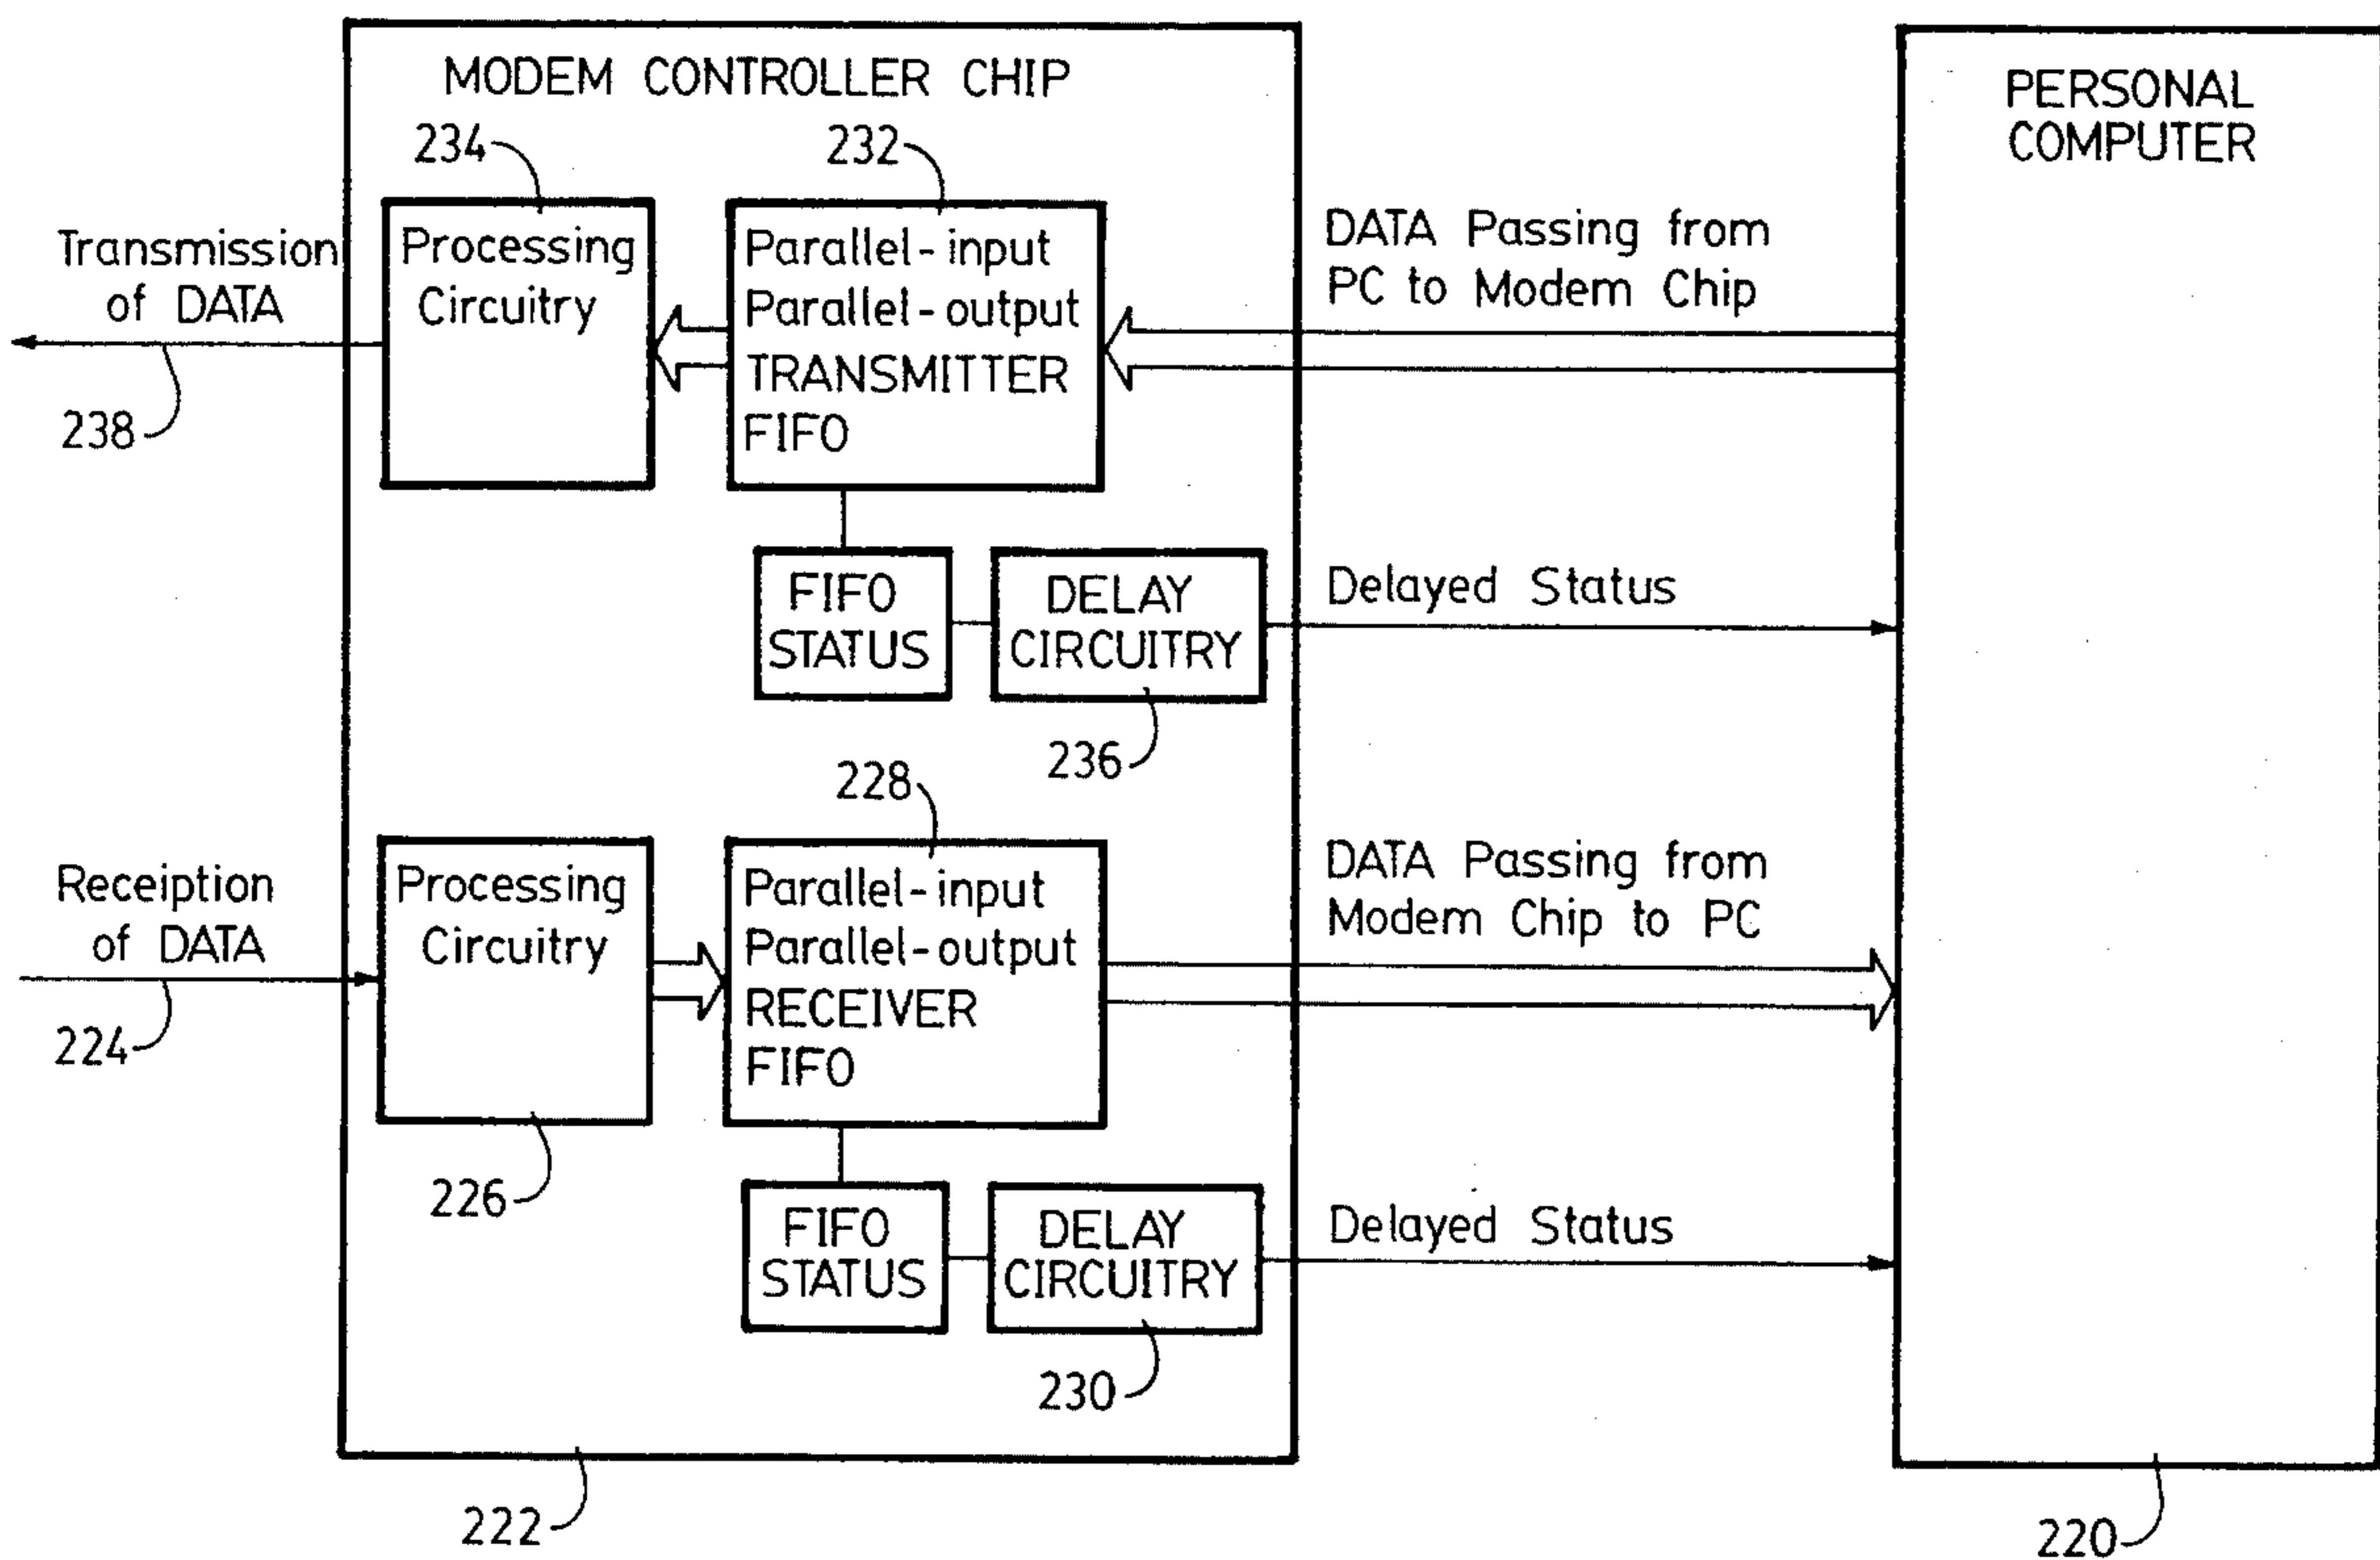 MODEM CONTROLLER CHIP
PERSONAL
COMPUTER
234
232
Transmission
of DATA
238
Processing
Circuitry
Parallel-input
Parallel-output
TRANSMITTER
FIFO
DATA Passing from
PC to Modem Chip
FIFO
STATUS
DELAY
CIRCUITRY
Delayed Status
236
228
Receiption
of DATA
224
Processing
Circuitry
Parallel-input
Parallel-output
RECEIVER
FIFO
DATA Passing from
Modem Chip to PC
226
FIFO
STATUS
DELAY
CIRCUITRY
Delayed Status
230
222
220